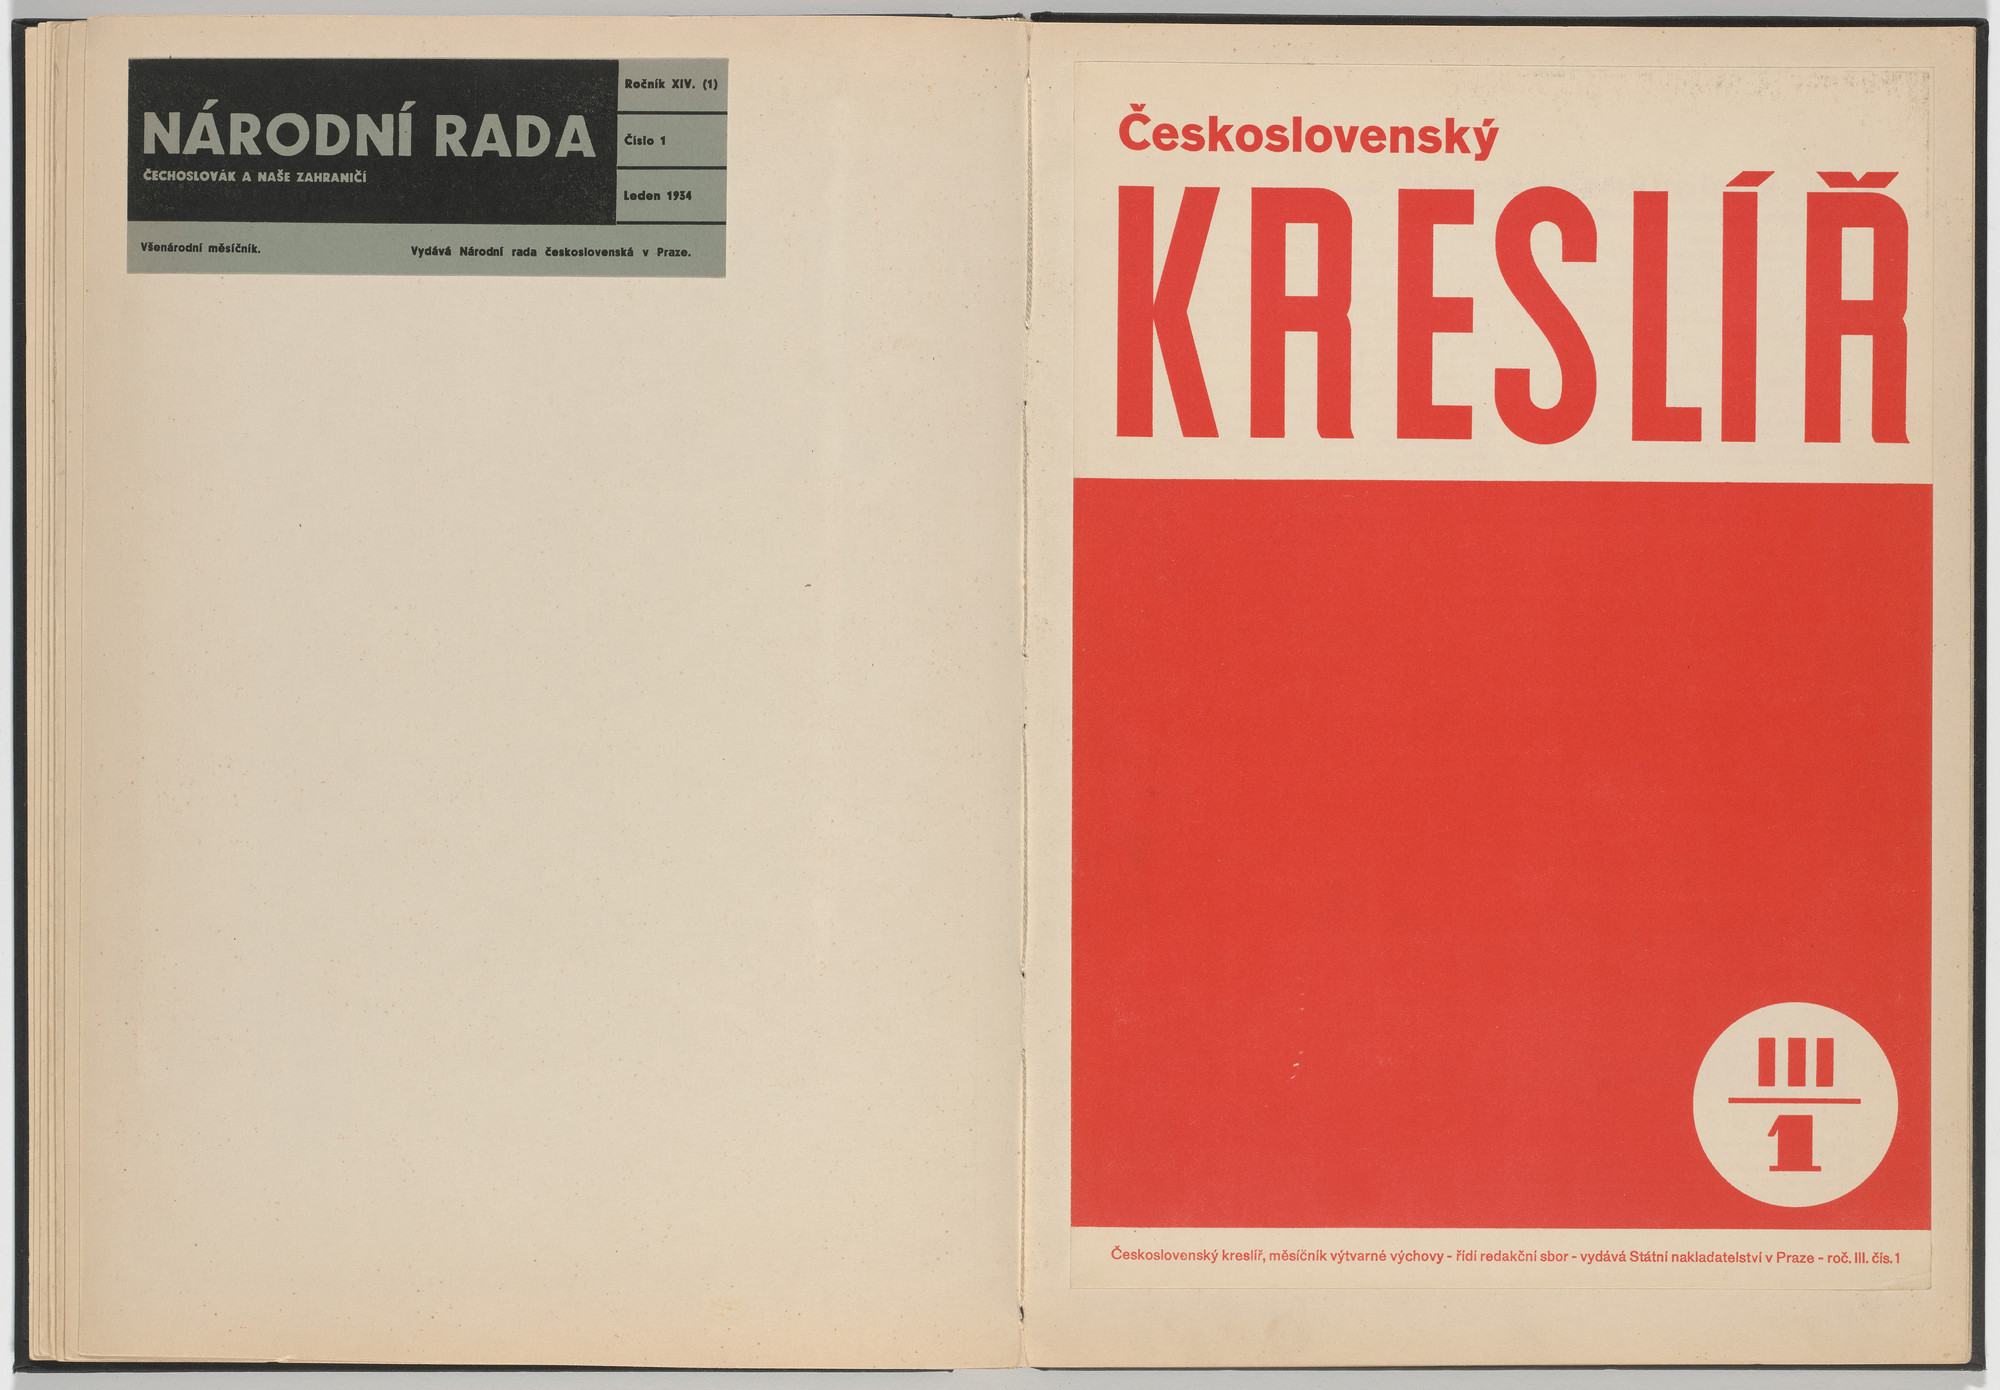 NÁRODNÍ RADA
ČECHOSLOVÁK A NAŠE ZAHRANIČÍ
Ročník XIV. (1)
Číslo 1
Leden 1934
Všenárodní měsíčník.
Vydává Národní rada československá v Praze.
Československý
KRESLÍŘ
III
1
Československý kreslíř, měsíčník výtvarné výchovy - řídí redakční sbor - vydává Státní nakladatelství v Praze - roč. III. čís. 1